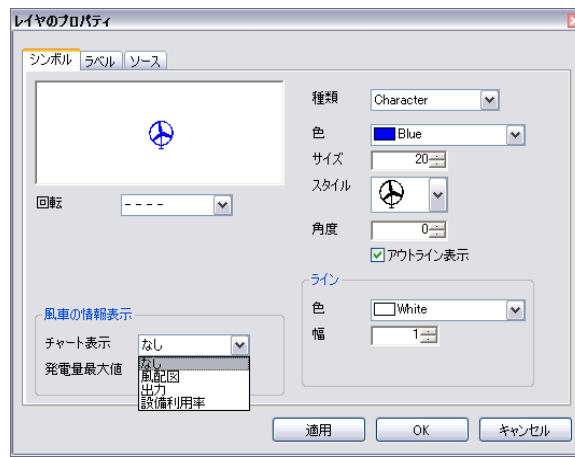 レイヤのプロパティ
シンボル ラベル ソース
種類 Character
色 Blue
サイズ 20
スタイル
回転 - - - -
角度 0
アウトライン表示
ライン
色 White
幅 1
風車の情報表示
チャート表示 なし
発電量最大値
なし
風配図
出力
設備利用率
適用 OK キャンセル